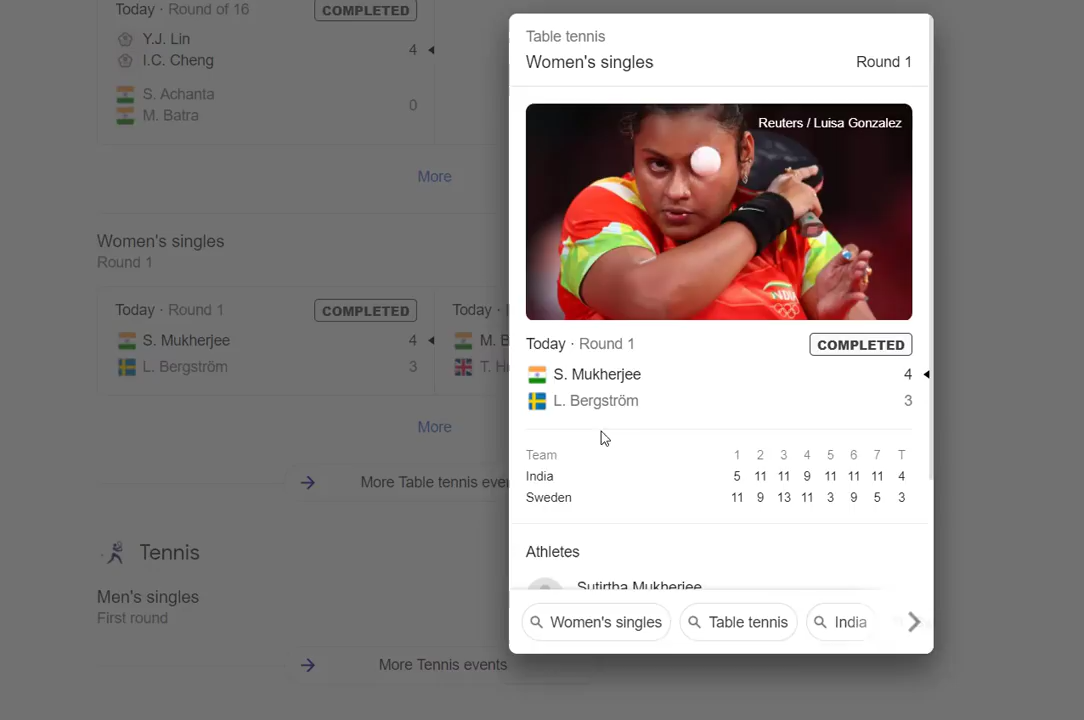 Today · Round of 16 COMPLETED
Y.J. Lin
I.C. Cheng
4
S. Achanta
M. Batra
0
More
Women's singles
Round 1
Today · Round 1 COMPLETED
S. Mukherjee 4
L. Bergström 3
Today ·
M. B
T. H
More
More Table tennis
Tennis
Men's singles
First round
More Tennis events
Table tennis
Women's singles Round 1
Reuters / Luisa Gonzalez
INDIA
Today · Round 1 COMPLETED
S. Mukherjee 4
L. Bergström 3
Team 1 2 3 4 5 6 7 T
India 5 11 11 9 11 11 11 4
Sweden 11 9 13 11 3 9 5 3
Athletes
Sutirtha Mukherjee
Women's singles Table tennis India